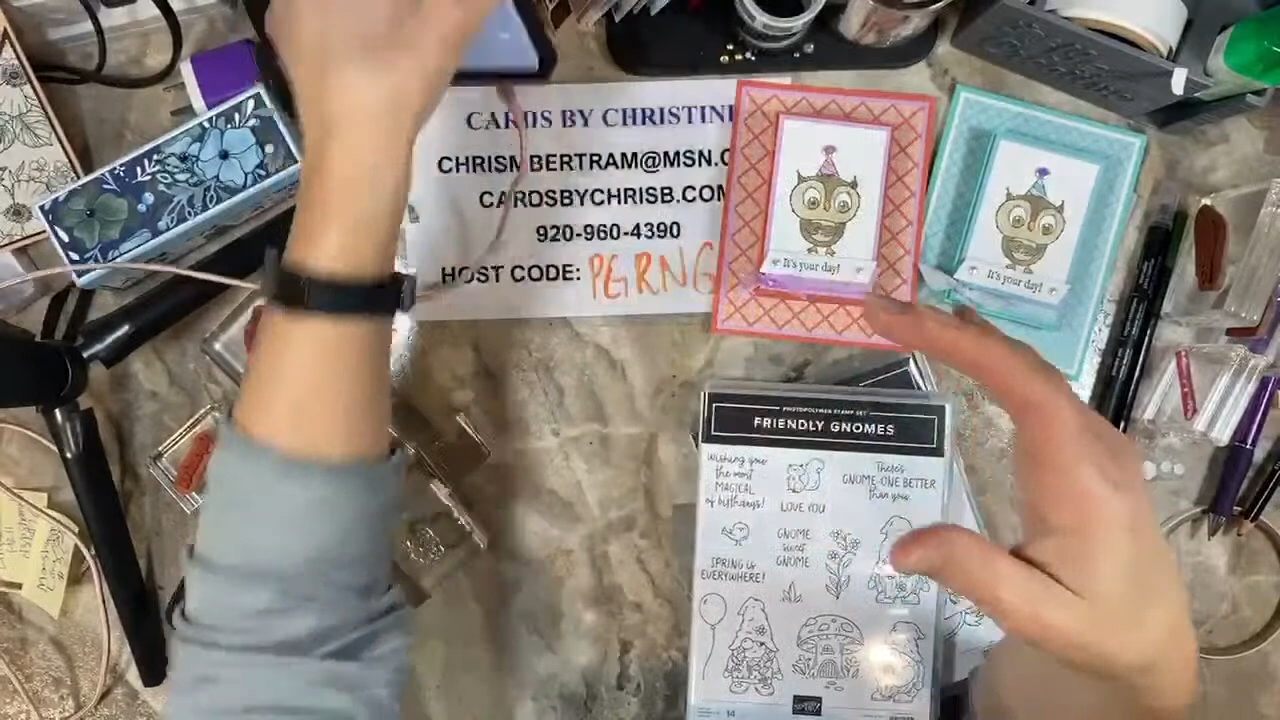 CARDS BY CHRISTINE
CHRISMBERTRAM@MSN.C
CARDSBYCHRISB.COM
920-960-4390
HOST CODE: PGRNG
It's your day!
It's your day!
PHOTOPOLYMER STAMP SET
FRIENDLY GNOMES
Wishing you
the most
MAGICAL
of birthdays!
LOVE YOU
There's
GNOME-ONE BETTER
than you.
GNOME
sweet
GNOME
SPRING is
EVERYWHERE!
14